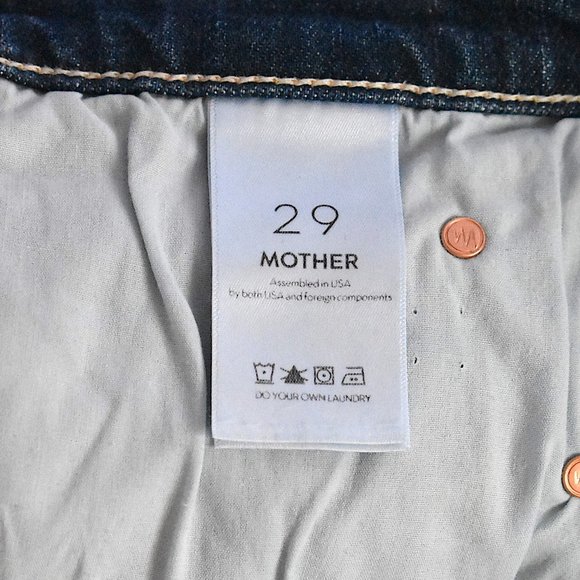 29
MOTHER
Assembled in USA
by both USA and foreign components
DO YOUR OWN LAUNDRY